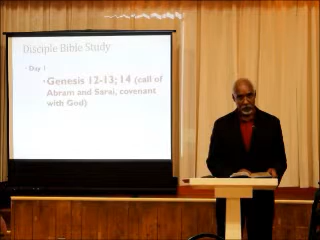 Disciple Bible Study
Day 1
Genesis 12-13; 14 (call of
Abram and Sarai, covenant
with God)